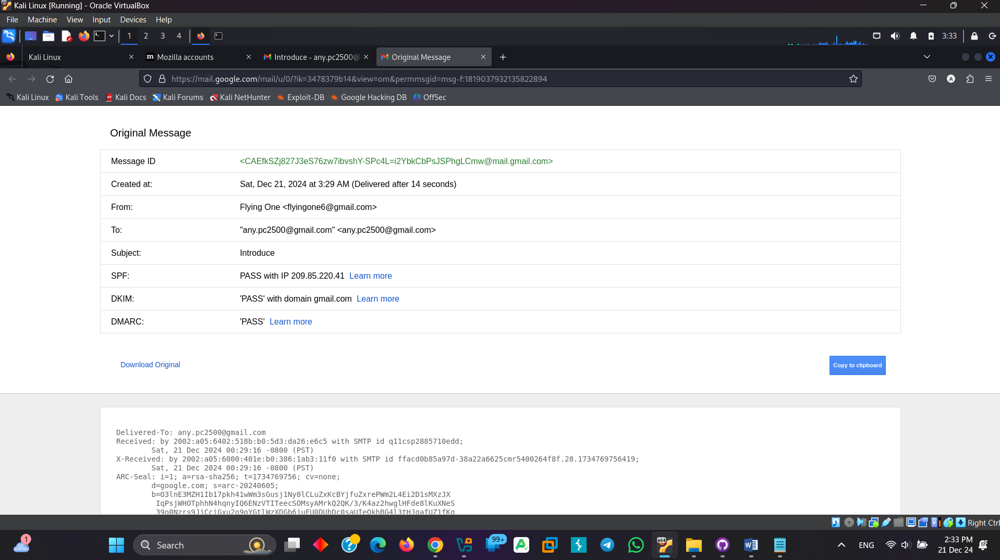 Kali Linux [Running] - Oracle VirtualBox
File Machine View Input Devices Help
1 2 3 4 3:33
Kali Linux Mozilla accounts Introduce - any.pc2500@ Original Message
https://mail.google.com/mail/u/0/?ik=3478379b14&view=om&permmsgid=msg-f:1819037932135822894
Kali Linux Kali Tools Kali Docs Kali Forums Kali NetHunter Exploit-DB Google Hacking DB OffSec
Original Message
Message ID <CAEfkSZj827J3eS76zw7ibvshY-SPc4L=i2YbkCbPsJSPhgLCmw@mail.gmail.com>
Created at: Sat, Dec 21, 2024 at 3:29 AM (Delivered after 14 seconds)
From: Flying One <flyingone6@gmail.com>
To: "any.pc2500@gmail.com" <any.pc2500@gmail.com>
Subject: Introduce
SPF: PASS with IP 209.85.220.41 Learn more
DKIM: 'PASS' with domain gmail.com Learn more
DMARC: 'PASS' Learn more
Download Original Copy to clipboard
Delivered-To: any.pc2500@gmail.com
Received: by 2002:a05:6402:518b:b0:5d3:da26:e6c5 with SMTP id q11csp2885710edd;
Sat, 21 Dec 2024 00:29:16 -0800 (PST)
X-Received: by 2002:a05:6000:401e:b0:386:1ab3:11f0 with SMTP id ffacd0b85a97d-38a22a6625cmr5400264f8f.28.1734769756419;
Sat, 21 Dec 2024 00:29:16 -0800 (PST)
ARC-Seal: i=1; a=rsa-sha256; t=1734769756; cv=none;
d=google.com; s=arc-20240605;
b=O3lnE3MZH1Ib17pkh41wWm3sGusj1Ny0lCLuZxKcBYjfuZxrePWm2L4Ei2D1sMXzJX
IqPsjWHOTphhN4hqnyIQ6ENzVTITeecSOMsyAMrkQ2QK/3/K4az2hwglHFde8lKuXNeS
Right Ctrl
1 Search 99+ ENG 2:33 PM
21 Dec 24